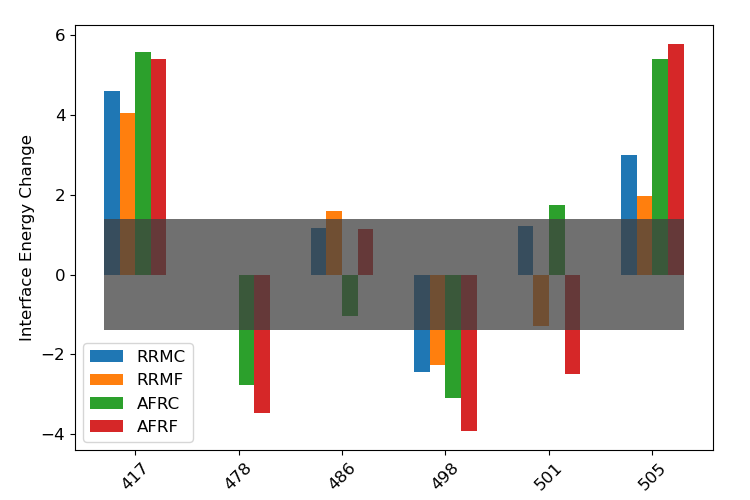 6
4
2
0
−2
−4
Interface Energy Change
RRMC
RRMF
AFRC
AFRF
417
478
486
498
501
505